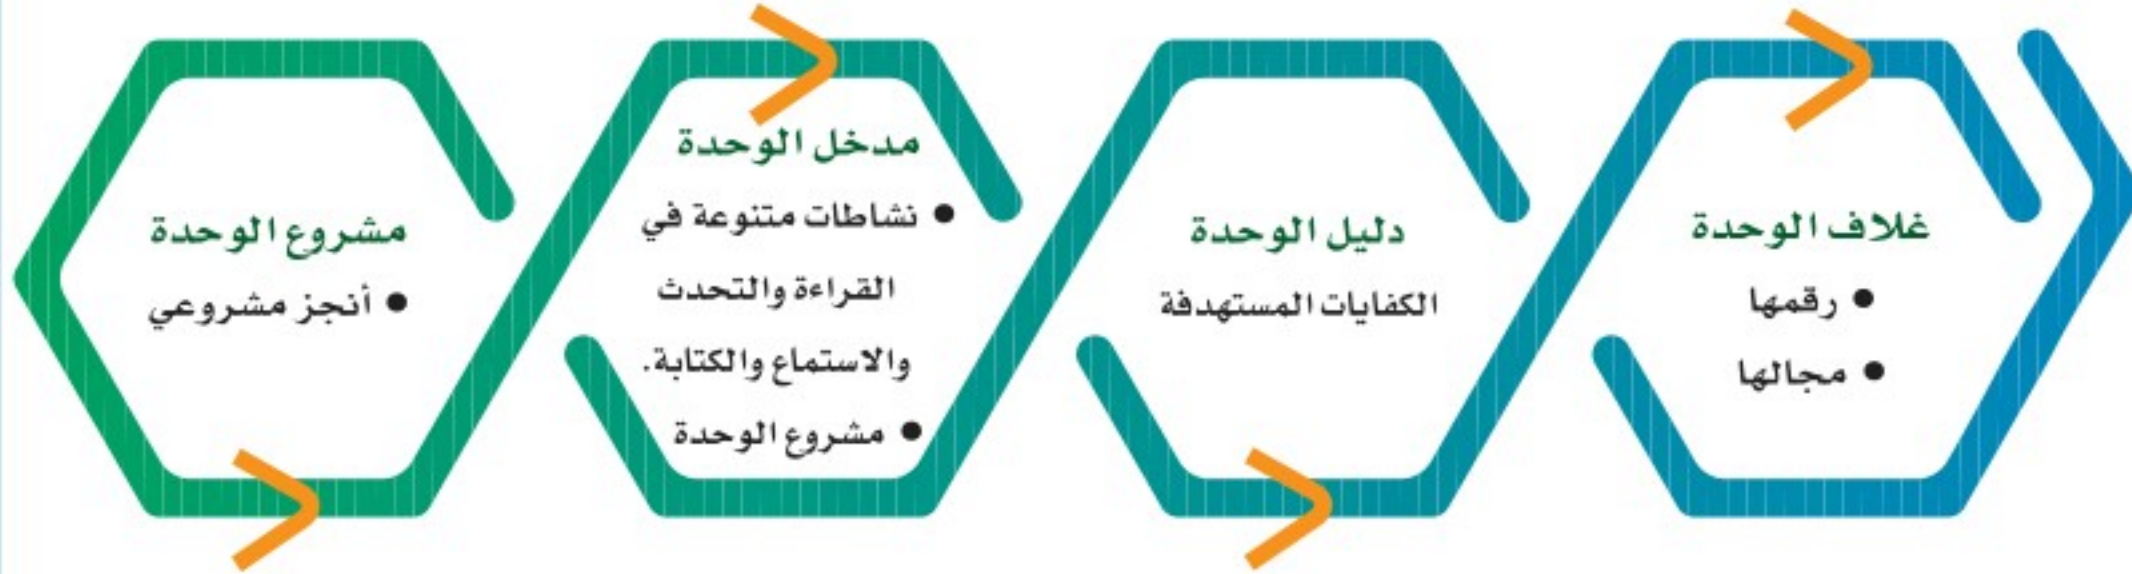 غلاف الوحدة
● رقمها
● مجالها
دليل الوحدة
الكفايات المستهدفة
مدخل الوحدة
● نشاطات متنوعة في
القراءة والتحدث
والاستماع والكتابة.
● مشروع الوحدة
مشروع الوحدة
● أنجز مشروعي